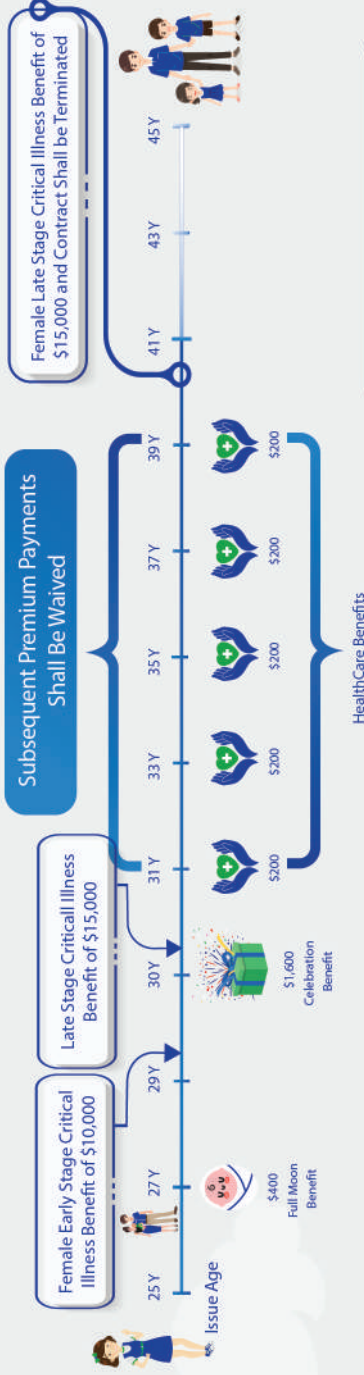 Female Early Stage Critical
Illness Benefit of $10,000
Late Stage Criticall Illness
Benefit of $15,000
Subsequent Premium Payments
Shall Be Waived
Female Late Stage Critical Illness Benefit of
$15,000 and Contract Shall be Terminated
25Y
27Y
29Y
30Y
31Y
33Y
35Y
37Y
39Y
41Y
43Y
45Y
Issue Age
$400
Full Moon
Benefit
$1,600
Celebration
Benefit
$200
$200
$200
$200
$200
HealthCare Benefits